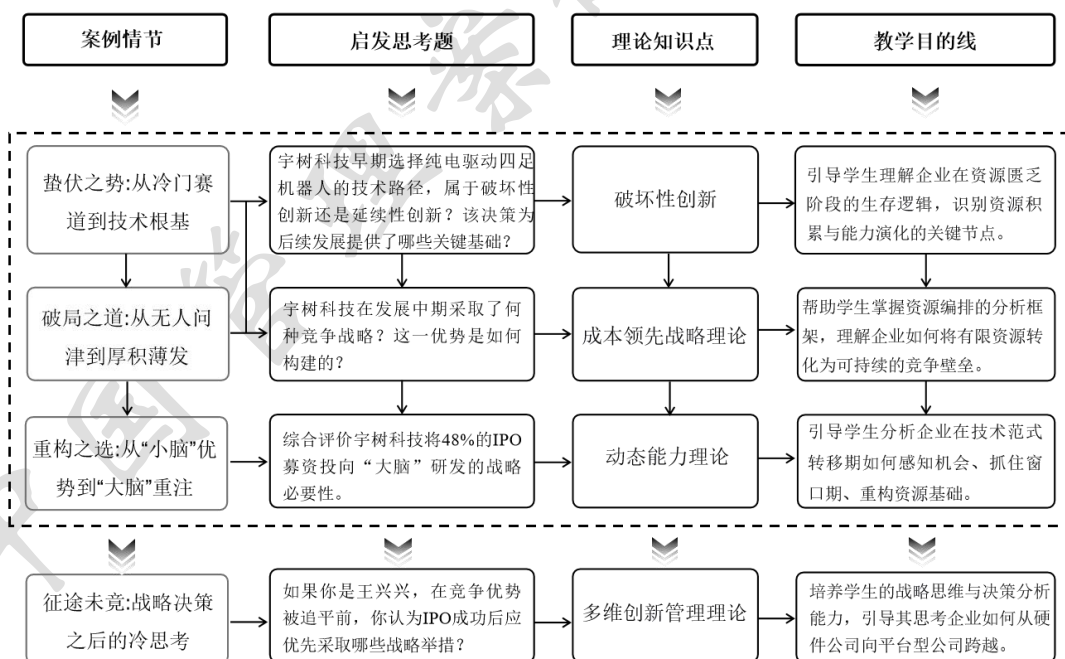 案例情节
启发思考题
理论知识点
教学目的线
蛰伏之势:从冷门赛
道到技术根基
宇树科技早期选择纯电驱动四足
机器人的技术路径，属于破坏性
创新还是延续性创新？该决策为
后续发展提供了哪些关键基础？
破坏性创新
引导学生理解企业在资源匮乏
阶段的生存逻辑，识别资源积
累与能力演化的关键节点。
破局之道:从无人问
津到厚积薄发
宇树科技在发展中期采取了何
种竞争战略？这一优势是如何
构建的？
成本领先战略理论
帮助学生掌握资源编排的分析框
架，理解企业如何将有限资源转
化为可持续的竞争壁垒。
重构之选:从“小脑”优
势到“大脑”重注
综合评价宇树科技将48%的IPO
募资投向“大脑”研发的战略
必要性。
动态能力理论
引导学生分析企业在技术范式
转移期如何感知机会、抓住窗
口期、重构资源基础。
征途未竟:战略决策
之后的冷思考
如果你是王兴兴，在竞争优势
被追平前，你认为IPO成功后应
优先采取哪些战略举措？
多维创新管理理论
培养学生的战略思维与决策分析
能力，引导其思考企业如何从硬
件公司向平台型公司跨越。
中国管理案